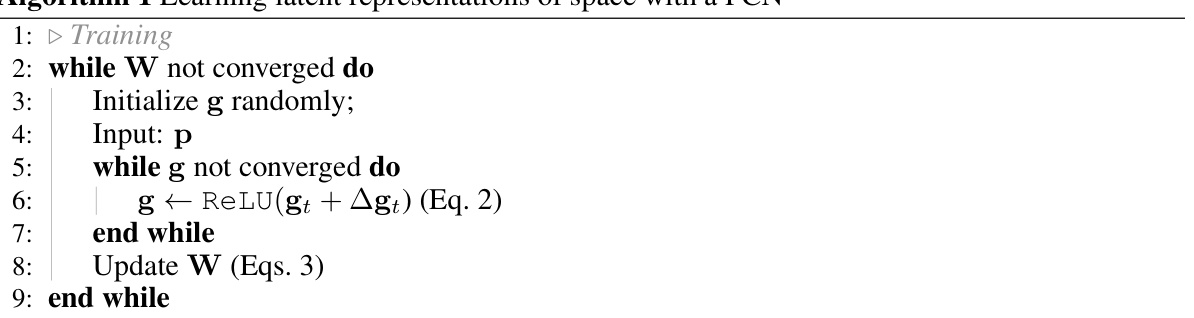 Algorithm 1 Learning latent representations of space with a PCN
1: ▷ Training
2: while W not converged do
3: Initialize g randomly;
4: Input: p
5: while g not converged do
6: g ← ReLU(gₜ + Δgₜ) (Eq. 2)
7: end while
8: Update W (Eqs. 3)
9: end while